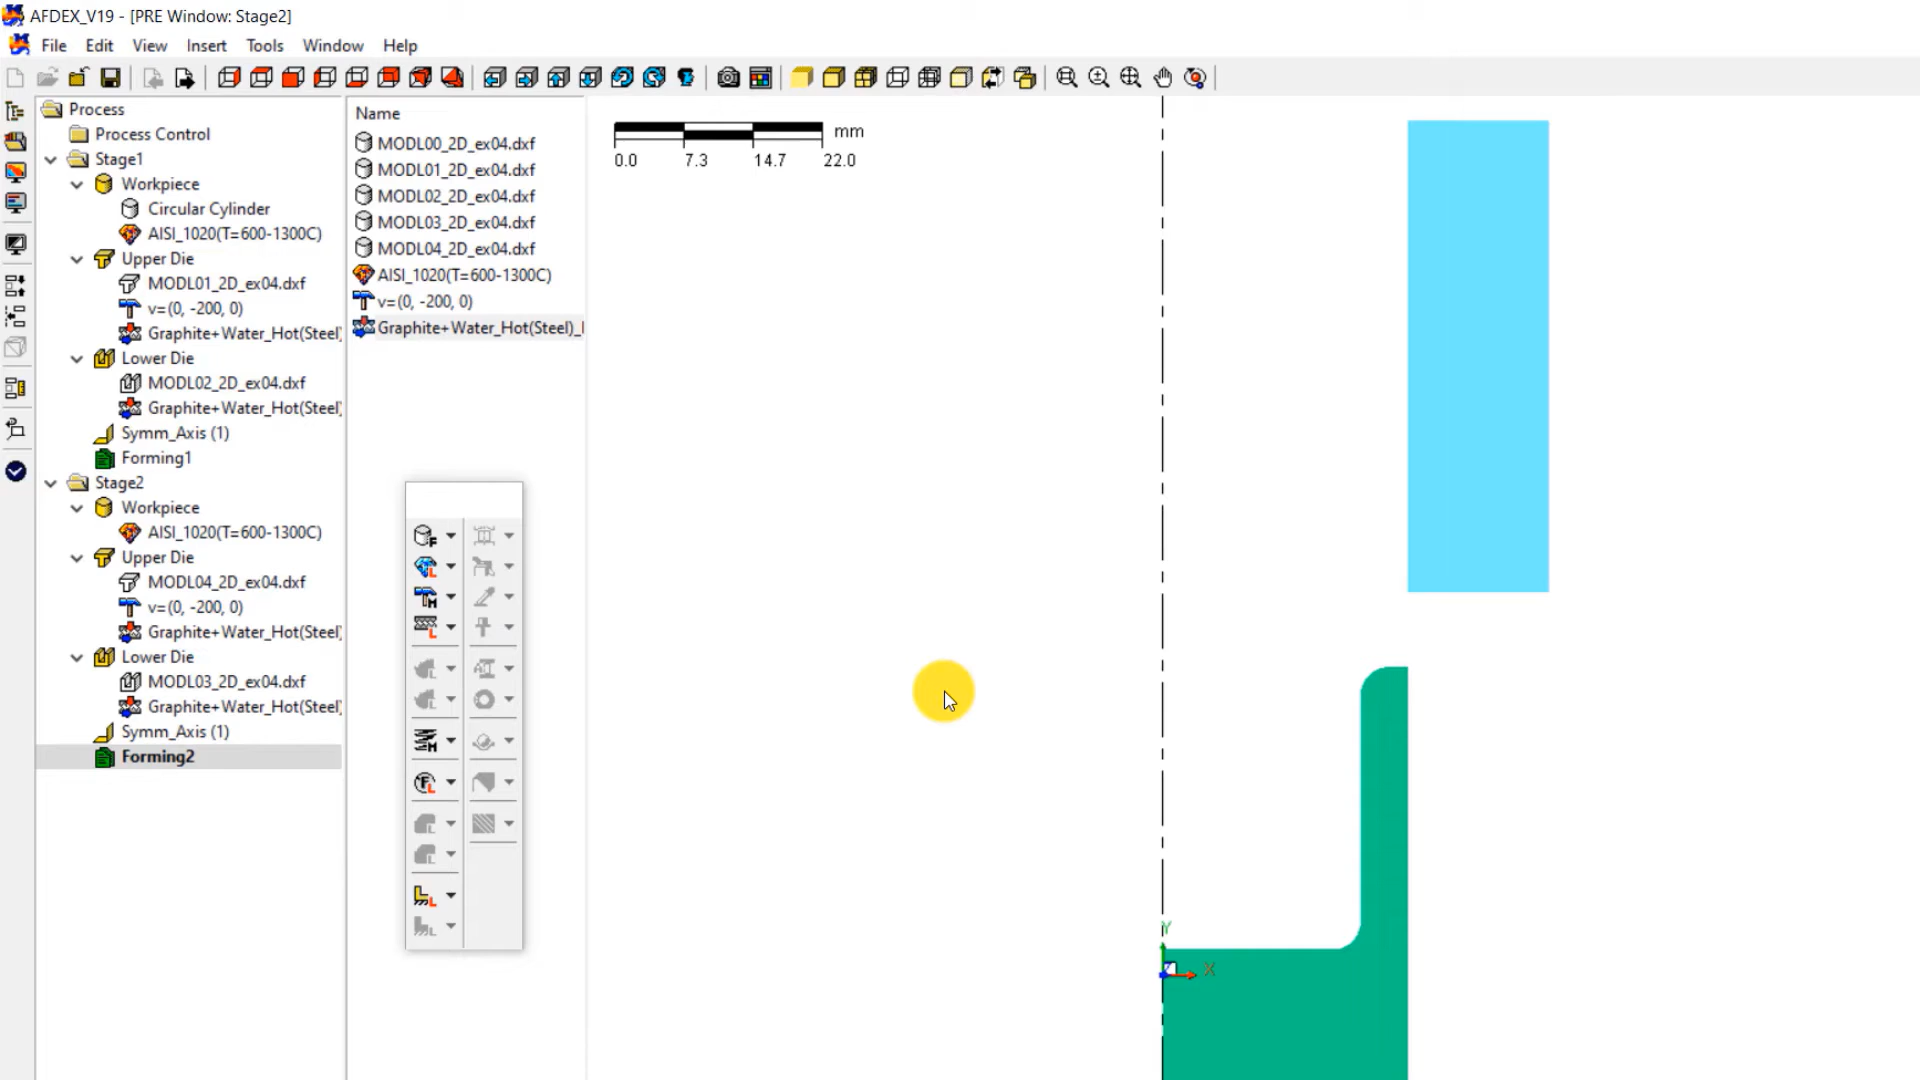 AFDEX_V19 - [PRE Window: Stage2]
File Edit View Insert Tools Window Help
Process
Process Control
Stage1
Workpiece
Circular Cylinder
AISI_1020(T=600-1300C)
Upper Die
MODL01_2D_ex04.dxf
v=(0, -200, 0)
Graphite+Water_Hot(Steel)
Lower Die
MODL02_2D_ex04.dxf
Graphite+Water_Hot(Steel)
Symm_Axis (1)
Forming1
Stage2
Workpiece
AISI_1020(T=600-1300C)
Upper Die
MODL04_2D_ex04.dxf
v=(0, -200, 0)
Graphite+Water_Hot(Steel)
Lower Die
MODL03_2D_ex04.dxf
Graphite+Water_Hot(Steel)
Symm_Axis (1)
Forming2
Name
MODL00_2D_ex04.dxf
MODL01_2D_ex04.dxf
MODL02_2D_ex04.dxf
MODL03_2D_ex04.dxf
MODL04_2D_ex04.dxf
AISI_1020(T=600-1300C)
v=(0, -200, 0)
Graphite+Water_Hot(Steel)_
mm
0.0 7.3 14.7 22.0
Y
X